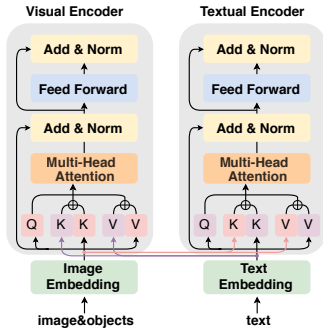 Visual Encoder
Textual Encoder
Add & Norm
Add & Norm
Feed Forward
Feed Forward
Add & Norm
Add & Norm
Multi-Head
Attention
Multi-Head
Attention
Q K K V V
Q K K V V
Image
Embedding
Text
Embedding
image&objects
text